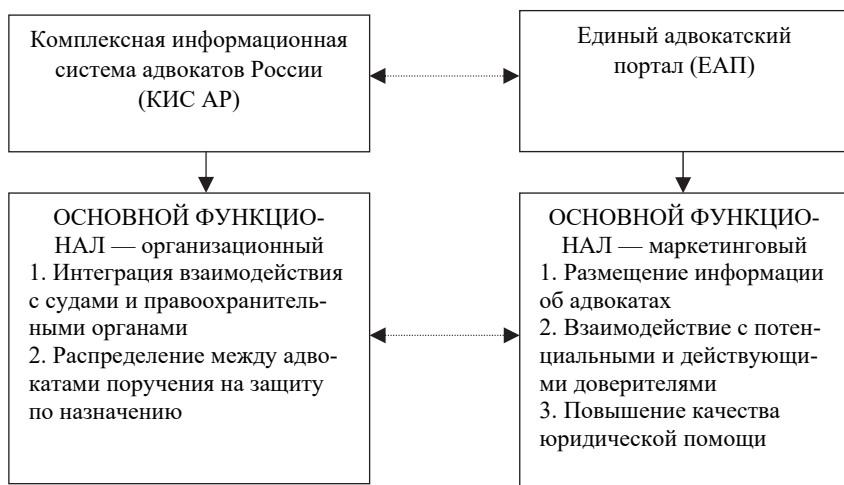 Комплексная информационная
система адвокатов России
(КИС АР)
Единый адвокатский
портал (ЕАП)
ОСНОВНОЙ ФУНКЦИО-
НАЛ — организационный
1. Интеграция взаимодействия
с судами и правоохранитель-
ными органами
2. Распределение между адво-
катами поручения на защиту
по назначению
ОСНОВНОЙ ФУНКЦИО-
НАЛ — маркетинговый
1. Размещение информации
об адвокатах
2. Взаимодействие с потен-
циальными и действующи-
ми доверителями
3. Повышение качества
юридической помощи